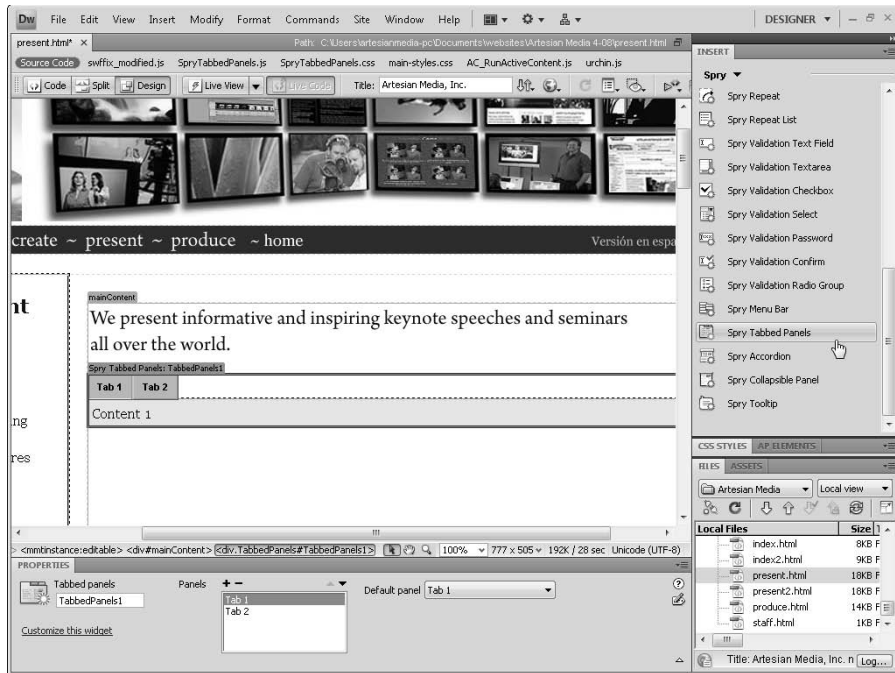 Dw File Edit View Insert Modify Format Commands Site Window Help DESIGNER
present.html* × Path: C:\Users\artesianmedia-pc\Documents\websites\Artesian Media 4-08\present.html
Source Code swffix_modified.js SpryTabbedPanels.js SpryTabbedPanels.css main-styles.css AC_RunActiveContent.js urchin.js
Code Split Design Live View Live Code Title: Artesian Media, Inc.
create ~ present ~ produce ~ home Versión en espa
nt
ng
res
mainContent
We present informative and inspiring keynote speeches and seminars
all over the world.
Spry Tabbed Panels: TabbedPanels1
Tab 1 Tab 2
Content 1
> <mmtinstance:editable> <div#mainContent> <div.TabbedPanels#TabbedPanels1> 100% 777 x 505 192K / 28 sec Unicode (UTF-8)
PROPERTIES
Tabbed panels
TabbedPanels1
Customize this widget
Panels + −
Tab 1
Tab 2
Default panel Tab 1
INSERT
Spry
Spry Repeat
Spry Repeat List
Spry Validation Text Field
Spry Validation Textarea
Spry Validation Checkbox
Spry Validation Select
Spry Validation Password
Spry Validation Confirm
Spry Validation Radio Group
Spry Menu Bar
Spry Tabbed Panels
Spry Accordion
Spry Collapsible Panel
Spry Tooltip
CSS STYLES AP ELEMENTS
FILES ASSETS
Artesian Media Local view
Local Files Size
index.html 8KB F
index2.html 9KB F
present.html 18KB F
present2.html 18KB F
produce.html 14KB F
staff.html 1KB F
Title: Artesian Media, Inc. n Log...